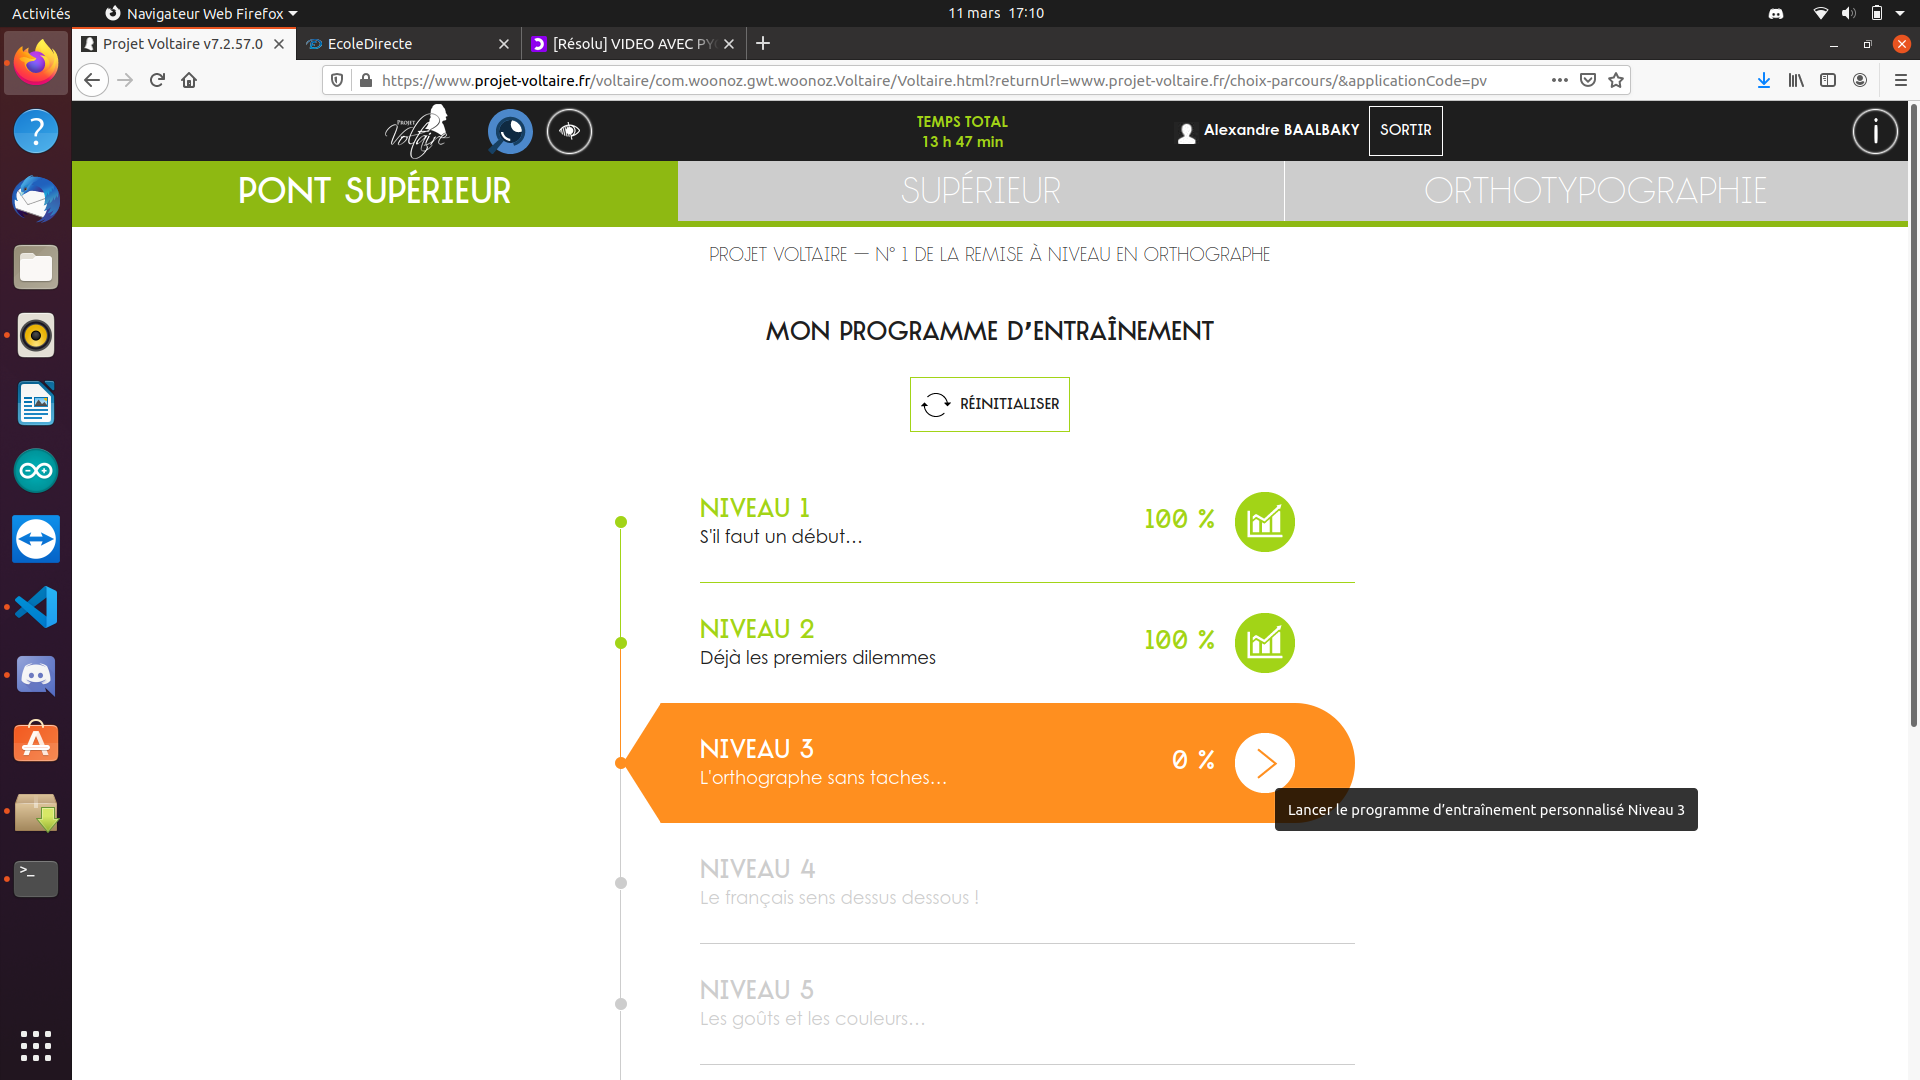 Activités
Navigateur Web Firefox
11 mars 17:10
Projet Voltaire v7.2.57.0
EcoleDirecte
[Résolu] VIDEO AVEC PY
https://www.projet-voltaire.fr/voltaire/com.woonoz.gwt.woonoz.Voltaire/Voltaire.html?returnUrl=www.projet-voltaire.fr/choix-parcours/&applicationCode=pv
PROJET
Voltaire
TEMPS TOTAL
13 h 47 min
Alexandre BAALBAKY
SORTIR
PONT SUPÉRIEUR
SUPÉRIEUR
ORTHOTYPOGRAPHIE
PROJET VOLTAIRE — N° 1 DE LA REMISE À NIVEAU EN ORTHOGRAPHE
MON PROGRAMME D'ENTRAÎNEMENT
RÉINITIALISER
NIVEAU 1
S'il faut un début...
100 %
NIVEAU 2
Déjà les premiers dilemmes
100 %
NIVEAU 3
L'orthographe sans taches...
0 %
Lancer le programme d'entraînement personnalisé Niveau 3
NIVEAU 4
Le français sens dessus dessous !
NIVEAU 5
Les goûts et les couleurs...